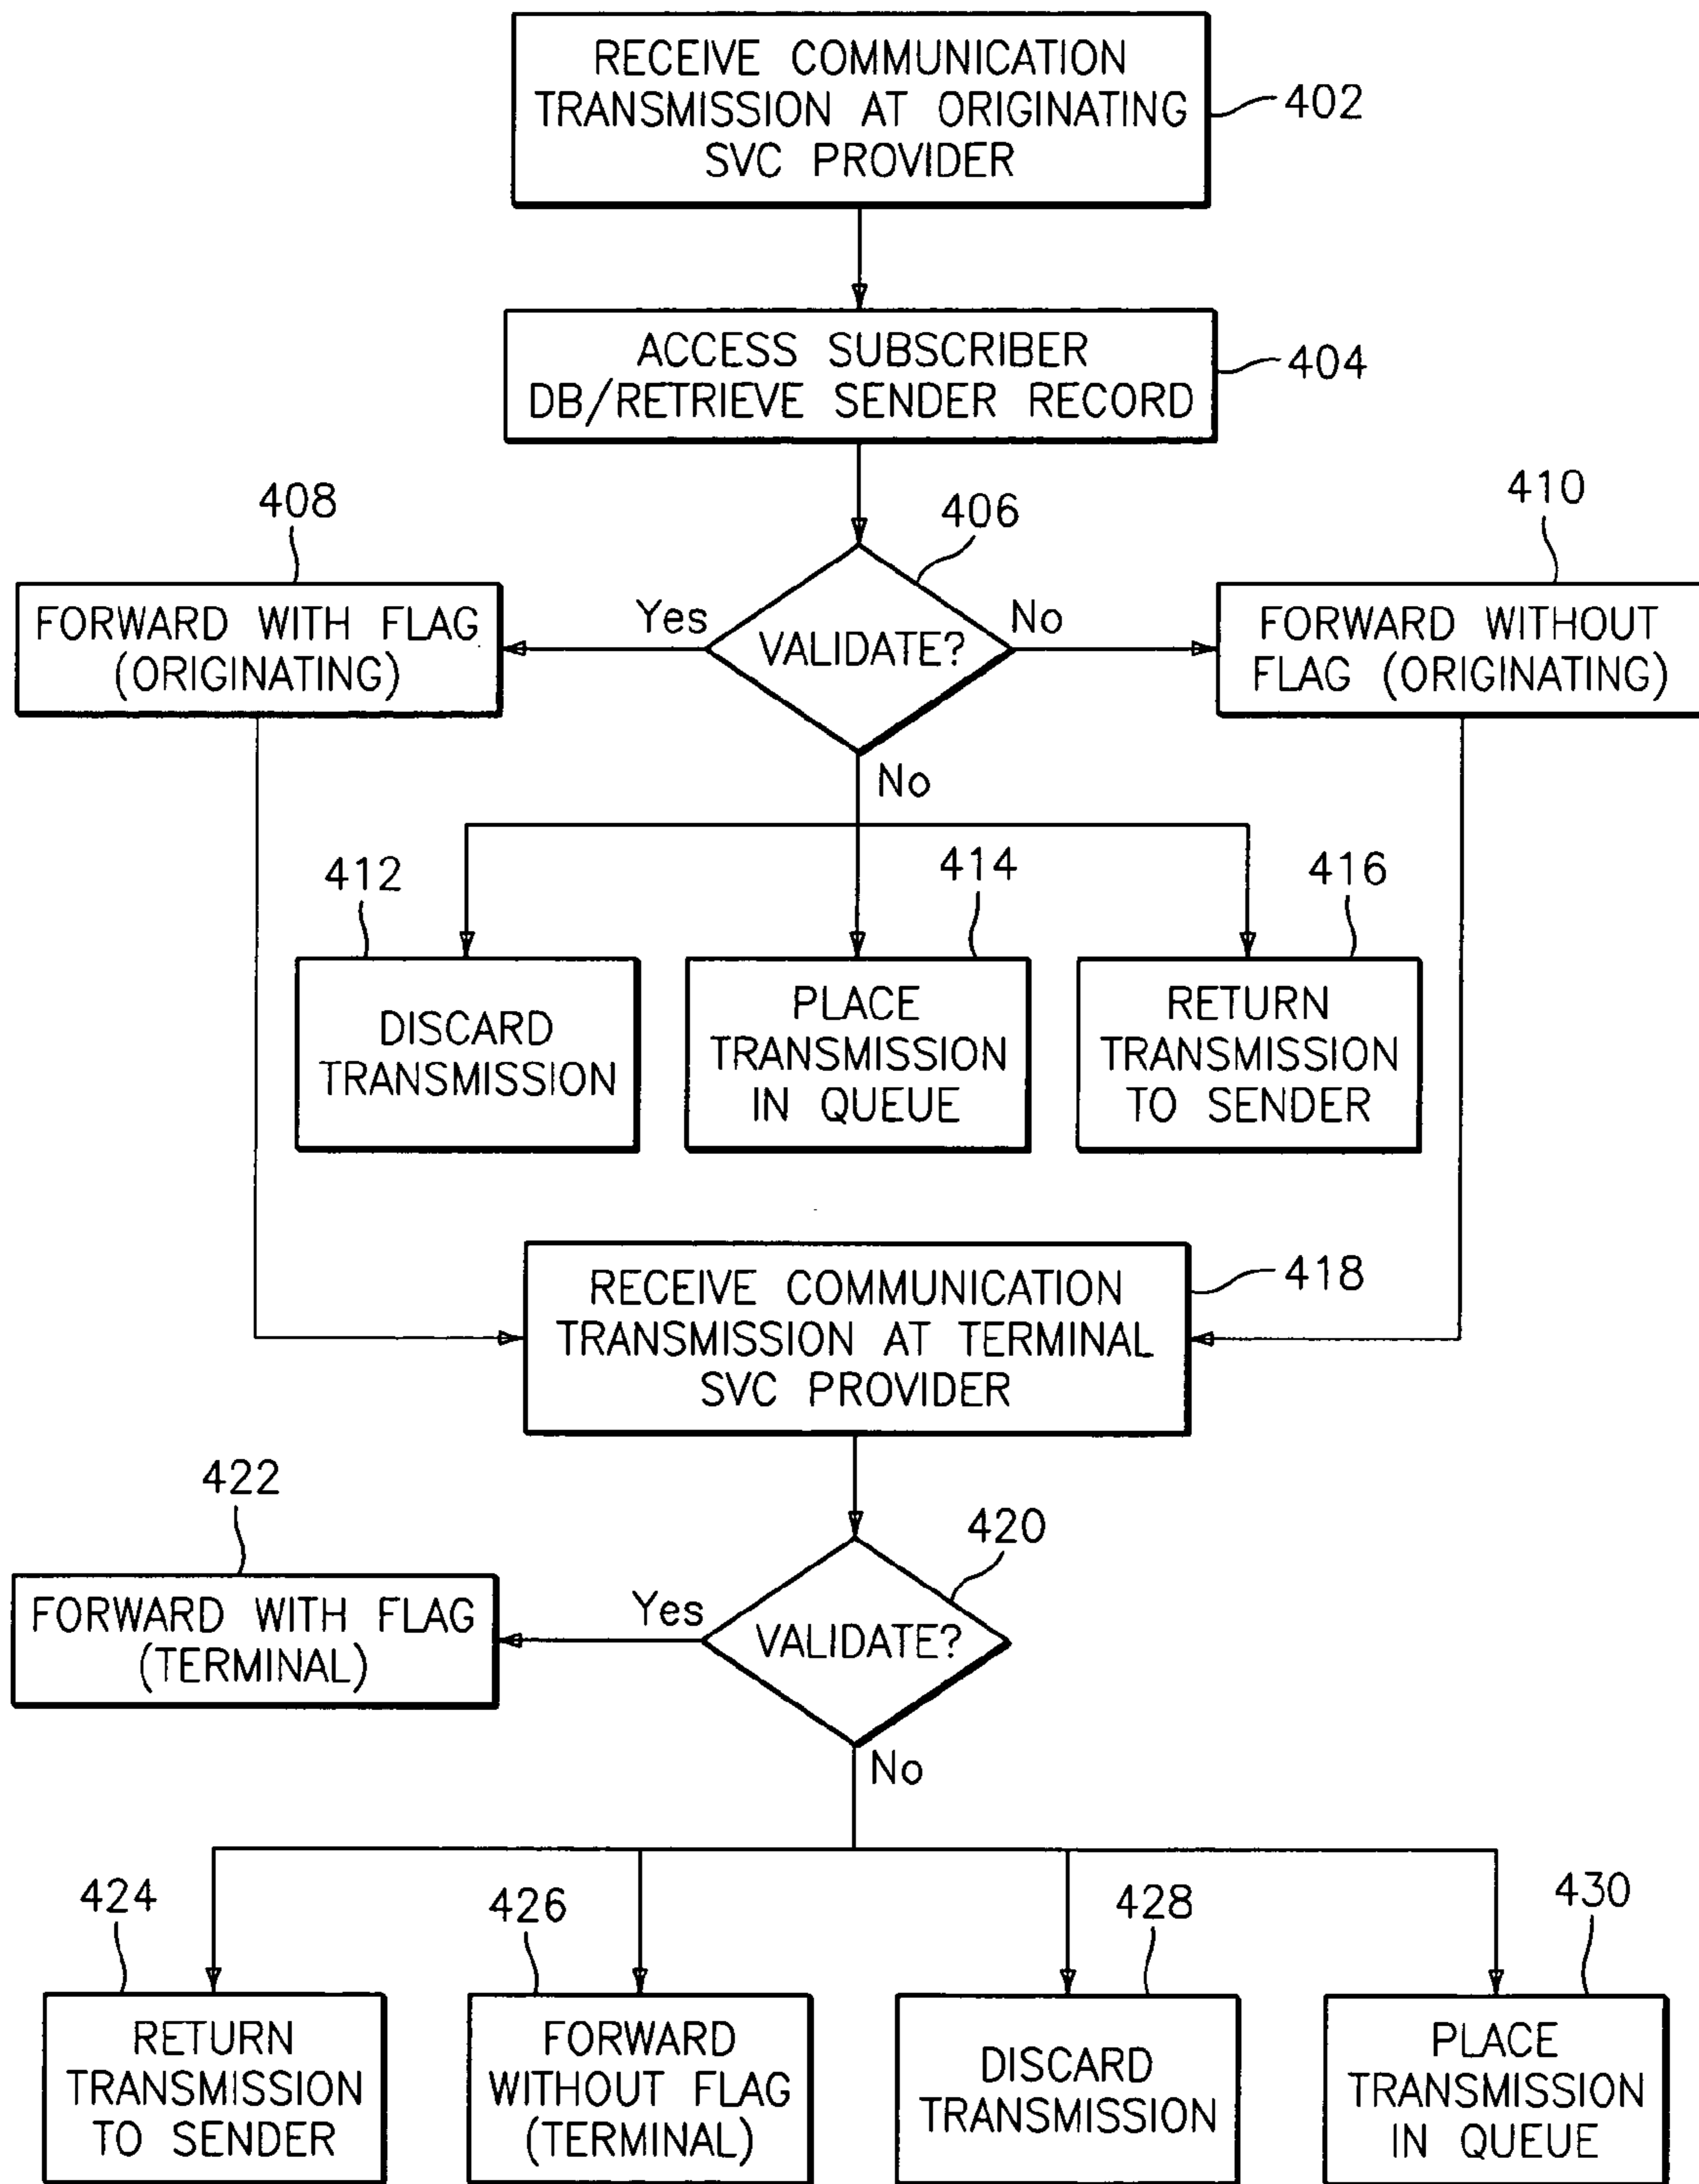 RECEIVE COMMUNICATION
TRANSMISSION AT ORIGINATING
SVC PROVIDER
402
ACCESS SUBSCRIBER
DB/RETRIEVE SENDER RECORD
404
408
406
410
FORWARD WITH FLAG
(ORIGINATING)
Yes
VALIDATE?
No
FORWARD WITHOUT
FLAG (ORIGINATING)
No
412
414
416
DISCARD
TRANSMISSION
PLACE
TRANSMISSION
IN QUEUE
RETURN
TRANSMISSION
TO SENDER
RECEIVE COMMUNICATION
TRANSMISSION AT TERMINAL
SVC PROVIDER
418
422
420
FORWARD WITH FLAG
(TERMINAL)
Yes
VALIDATE?
No
424
426
428
430
RETURN
TRANSMISSION
TO SENDER
FORWARD
WITHOUT FLAG
(TERMINAL)
DISCARD
TRANSMISSION
PLACE
TRANSMISSION
IN QUEUE